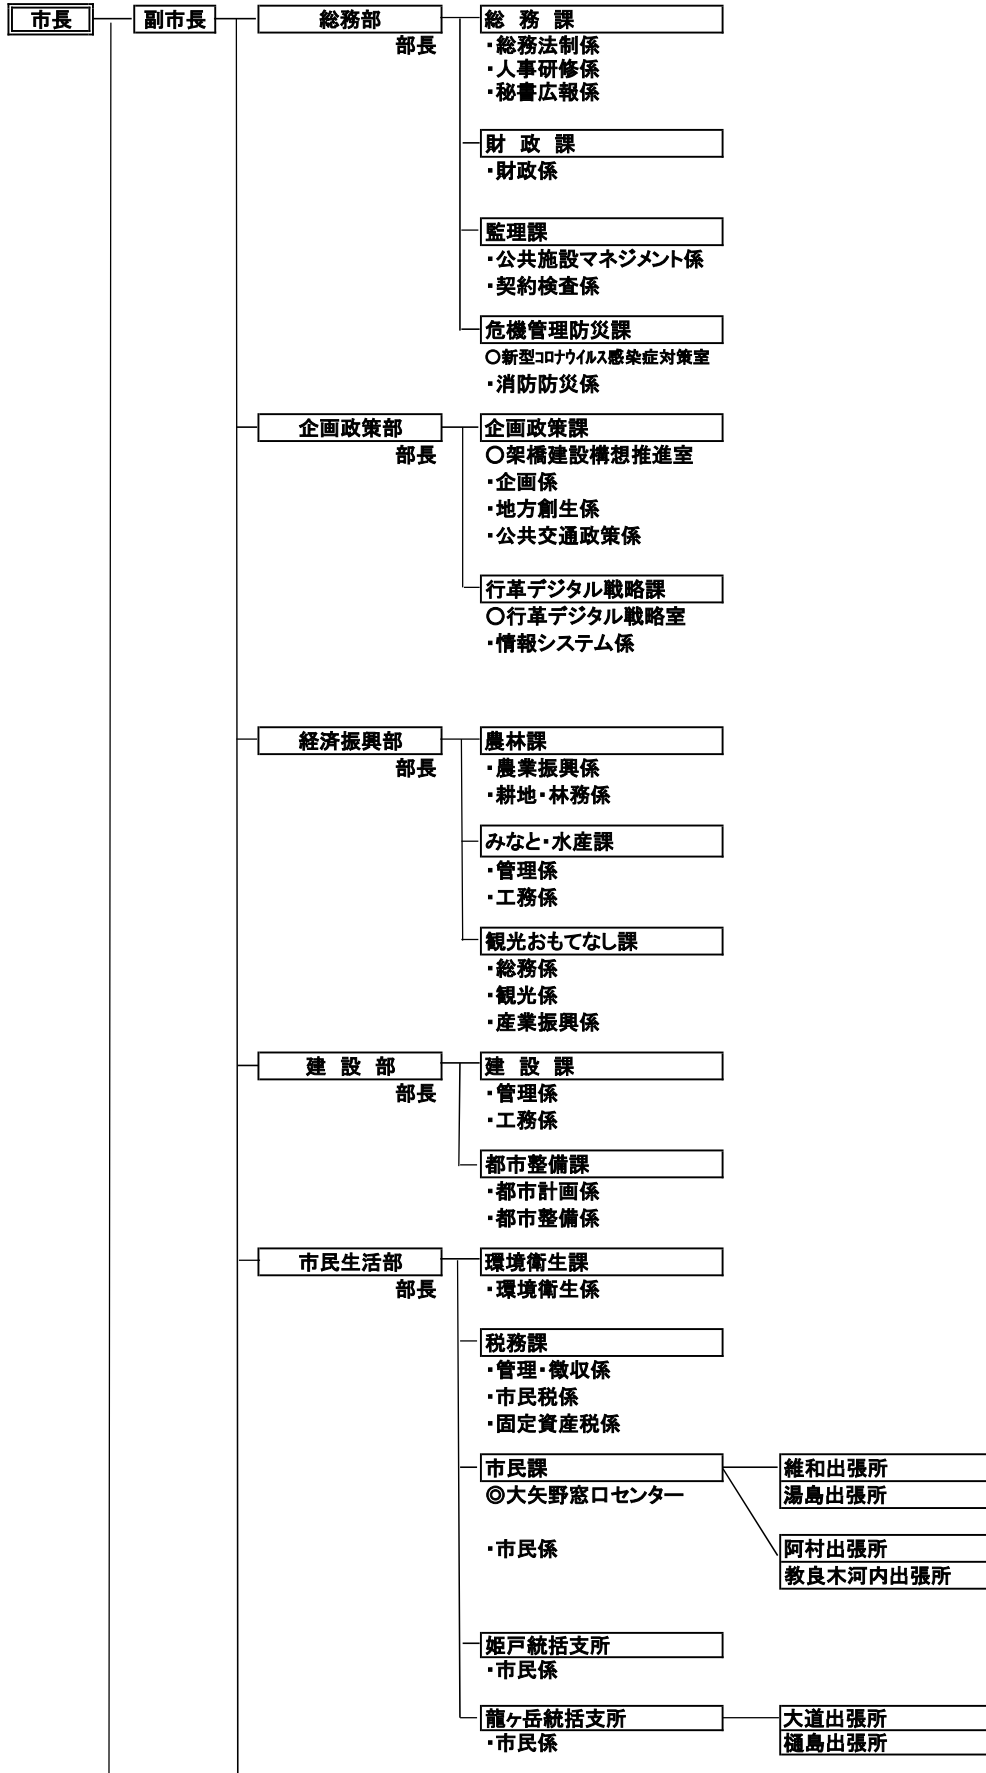 市長
副市長
総務部
部長
総 務 課
・総務法制係
・人事研修係
・秘書広報係
財 政 課
・財政係
監理課
・公共施設マネジメント係
・契約検査係
危機管理防災課
○新型コロナウイルス感染症対策室
・消防防災係
企画政策部
部長
企画政策課
○架橋建設構想推進室
・企画係
・地方創生係
・公共交通政策係
行革デジタル戦略課
○行革デジタル戦略室
・情報システム係
経済振興部
部長
農林課
・農業振興係
・耕地・林務係
みなと・水産課
・管理係
・工務係
観光おもてなし課
・総務係
・観光係
・産業振興係
建 設 部
部長
建 設 課
・管理係
・工務係
都市整備課
・都市計画係
・都市整備係
市民生活部
部長
環境衛生課
・環境衛生係
税務課
・管理・徴収係
・市民税係
・固定資産税係
市民課
◎大矢野窓口センター
・市民係
維和出張所
湯島出張所
阿村出張所
教良木河内出張所
姫戸統括支所
・市民係
龍ヶ岳統括支所
・市民係
大道出張所
樋島出張所